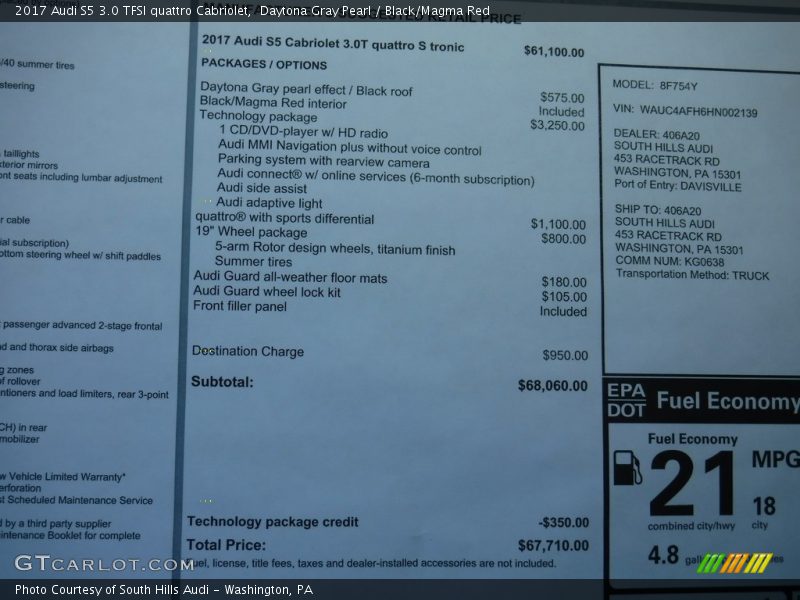 2017 Audi S5 3.0 TFSI quattro Cabriolet, Daytona Gray Pearl / Black/Magma Red
RETAIL PRICE
2017 Audi S5 Cabriolet 3.0T quattro S tronic $61,100.00
PACKAGES / OPTIONS
Daytona Gray pearl effect / Black roof $575.00
Black/Magma Red interior Included
Technology package $3,250.00
1 CD/DVD-player w/ HD radio
Audi MMI Navigation plus without voice control
Parking system with rearview camera
Audi connect® w/ online services (6-month subscription)
Audi side assist
Audi adaptive light
quattro® with sports differential $1,100.00
19" Wheel package $800.00
5-arm Rotor design wheels, titanium finish
Summer tires
Audi Guard all-weather floor mats $180.00
Audi Guard wheel lock kit $105.00
Front filler panel Included
Destination Charge $950.00
Subtotal: $68,060.00
Technology package credit -$350.00
Total Price: $67,710.00
Fuel, license, title fees, taxes and dealer-installed accessories are not included.
/40 summer tires
steering
taillights
xterior mirrors
ont seats including lumbar adjustment
r cable
ial subscription)
ottom steering wheel w/ shift paddles
passenger advanced 2-stage frontal
d and thorax side airbags
g zones
of rollover
ntioners and load limiters, rear 3-point
CH) in rear
mobilizer
w Vehicle Limited Warranty*
erforation
st Scheduled Maintenance Service
d by a third party supplier
intenance Booklet for complete
MODEL: 8F754Y
VIN: WAUC4AFH6HN002139
DEALER: 406A20
SOUTH HILLS AUDI
453 RACETRACK RD
WASHINGTON, PA 15301
Port of Entry: DAVISVILLE
SHIP TO: 406A20
SOUTH HILLS AUDI
453 RACETRACK RD
WASHINGTON, PA 15301
COMM NUM: KG0638
Transportation Method: TRUCK
EPA
DOT
Fuel Economy
Fuel Economy
21 MPG
18
combined city/hwy city
4.8
GTCARLOT.COM
Photo Courtesy of South Hills Audi - Washington, PA